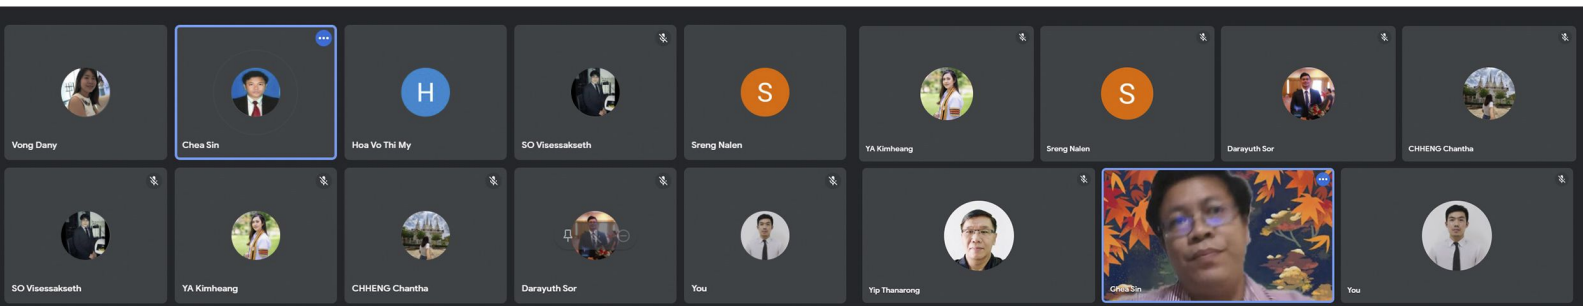 Vong Dany
Chea Sin
H
Hoa Vo Thi My
SO Visessakseth
S
Sreng Nalen
YA Kimheang
S
Sreng Nalen
Darayuth Sor
CHHENG Chantha
SO Visessakseth
YA Kimheang
CHHENG Chantha
Darayuth Sor
You
Yip Thanarong
Chea Sin
You